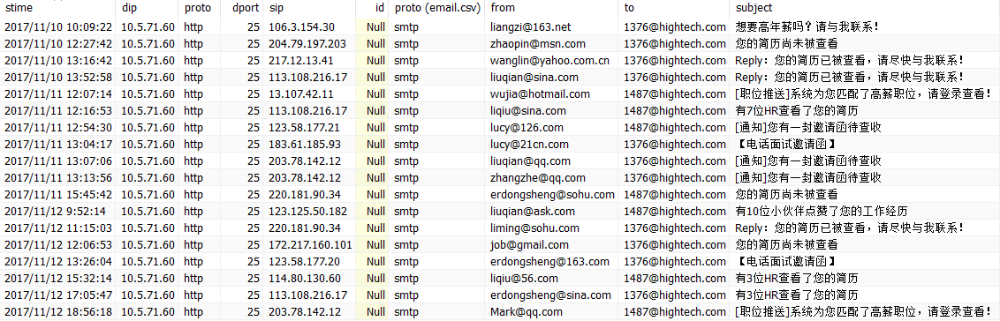 stime dip proto dport sip id proto (email.csv) from to subject
2017/11/10 10:09:22 10.5.71.60 http 25 106.3.154.30 Null smtp liangzi@163.net 1376@hightech.com 想要高年薪吗？请与我联系！
2017/11/10 12:27:42 10.5.71.60 http 25 204.79.197.203 Null smtp zhaopin@msn.com 1376@hightech.com 您的简历尚未被查看
2017/11/10 13:16:42 10.5.71.60 http 25 217.12.13.41 Null smtp wanglin@yahoo.com.cn 1376@hightech.com Reply：您的简历已被查看，请尽快与我联系！
2017/11/10 13:52:58 10.5.71.60 http 25 113.108.216.17 Null smtp liuqian@sina.com 1376@hightech.com Reply：您的简历已被查看，请尽快与我联系！
2017/11/11 12:07:14 10.5.71.60 http 25 13.107.42.11 Null smtp wujia@hotmail.com 1487@hightech.com [职位推送]系统为您匹配了高薪职位，请登录查看！
2017/11/11 12:16:53 10.5.71.60 http 25 113.108.216.17 Null smtp liqiu@sina.com 1487@hightech.com 有7位HR查看了您的简历
2017/11/11 12:54:30 10.5.71.60 http 25 123.58.177.21 Null smtp lucy@126.com 1487@hightech.com [通知]您有一封邀请函待查收
2017/11/11 13:04:17 10.5.71.60 http 25 183.61.185.93 Null smtp lucy@21cn.com 1376@hightech.com 【电话面试邀请函】
2017/11/11 13:07:06 10.5.71.60 http 25 203.78.142.12 Null smtp liuqian@qq.com 1376@hightech.com [通知]您有一封邀请函待查收
2017/11/11 13:13:56 10.5.71.60 http 25 203.78.142.12 Null smtp zhangzhe@qq.com 1376@hightech.com [通知]您有一封邀请函待查收
2017/11/11 15:45:42 10.5.71.60 http 25 220.181.90.34 Null smtp erdongsheng@sohu.com 1487@hightech.com 您的简历尚未被查看
2017/11/12 9:52:14 10.5.71.60 http 25 123.125.50.182 Null smtp liuqian@ask.com 1487@hightech.com 有10位小伙伴点赞了您的工作经历
2017/11/12 11:15:03 10.5.71.60 http 25 220.181.90.34 Null smtp liming@sohu.com 1487@hightech.com Reply：您的简历已被查看，请尽快与我联系！
2017/11/12 12:06:53 10.5.71.60 http 25 172.217.160.101 Null smtp job@gmail.com 1376@hightech.com 您的简历尚未被查看
2017/11/12 13:26:04 10.5.71.60 http 25 123.58.177.20 Null smtp erdongsheng@163.com 1376@hightech.com 【电话面试邀请函】
2017/11/12 15:32:14 10.5.71.60 http 25 114.80.130.60 Null smtp liqiu@56.com 1487@hightech.com 有3位HR查看了您的简历
2017/11/12 17:05:47 10.5.71.60 http 25 113.108.216.17 Null smtp erdongsheng@sina.com 1376@hightech.com 有3位HR查看了您的简历
2017/11/12 18:56:18 10.5.71.60 http 25 203.78.142.12 Null smtp Mark@qq.com 1376@hightech.com [职位推送]系统为您匹配了高薪职位，请登录查看！